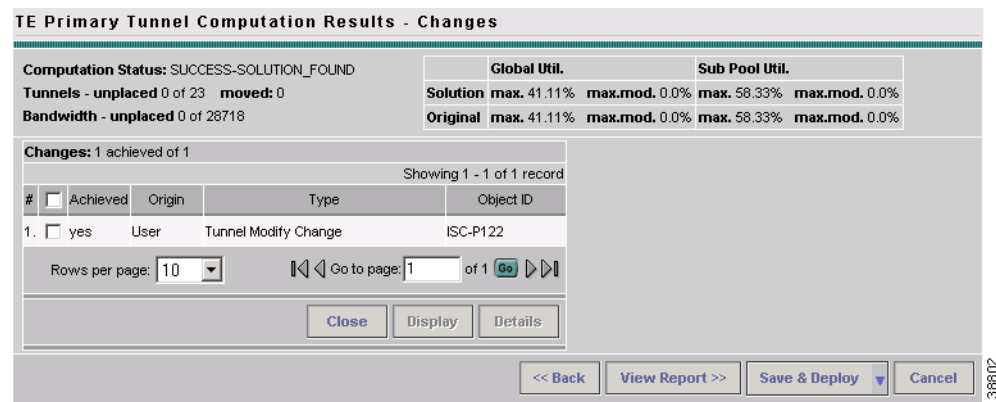 TE Primary Tunnel Computation Results - Changes
Computation Status: SUCCESS-SOLUTION_FOUND
Tunnels - unplaced 0 of 23 moved: 0
Bandwidth - unplaced 0 of 28718
Global Util. Sub Pool Util.
Solution max. 41.11% max.mod. 0.0% max. 58.33% max.mod. 0.0%
Original max. 41.11% max.mod. 0.0% max. 58.33% max.mod. 0.0%
Changes: 1 achieved of 1
Showing 1 - 1 of 1 record
# Achieved Origin Type Object ID
1. yes User Tunnel Modify Change ISC-P122
Rows per page: 10 Go to page: 1 of 1 Go
Close Display Details
<< Back View Report >> Save & Deploy Cancel
38802